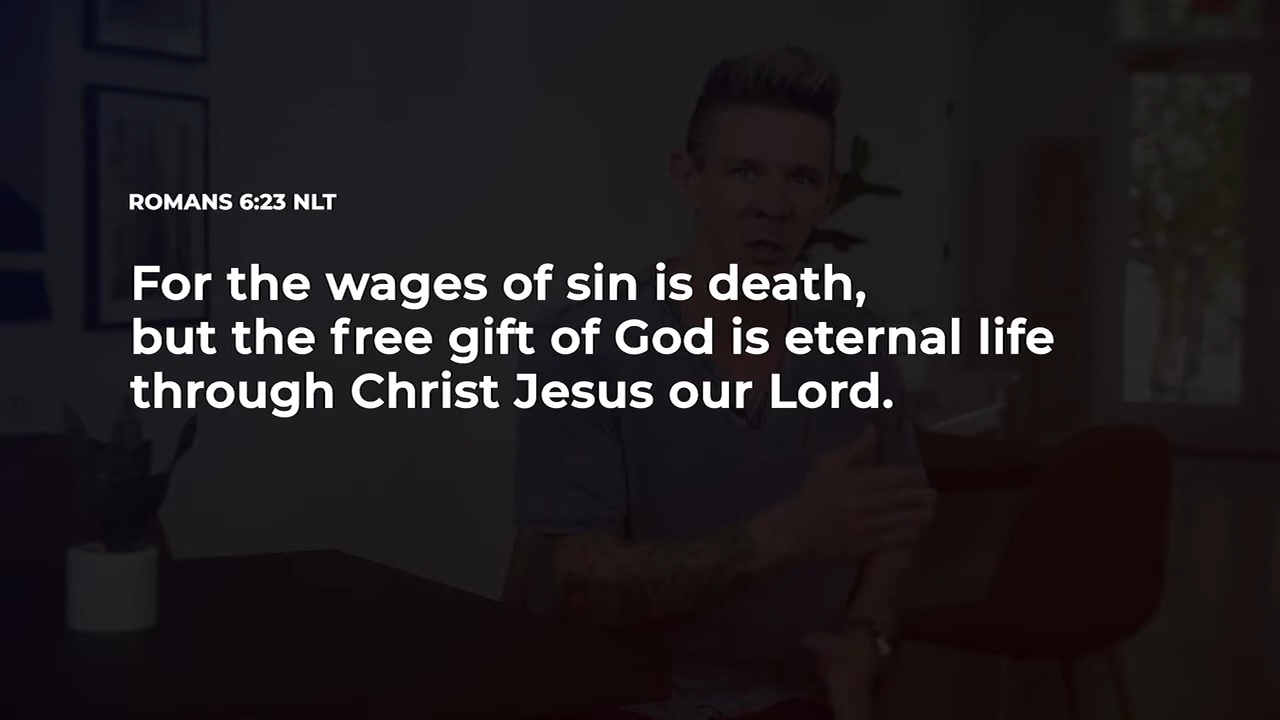 ROMANS 6:23 NLT
For the wages of sin is death,
but the free gift of God is eternal life
through Christ Jesus our Lord.